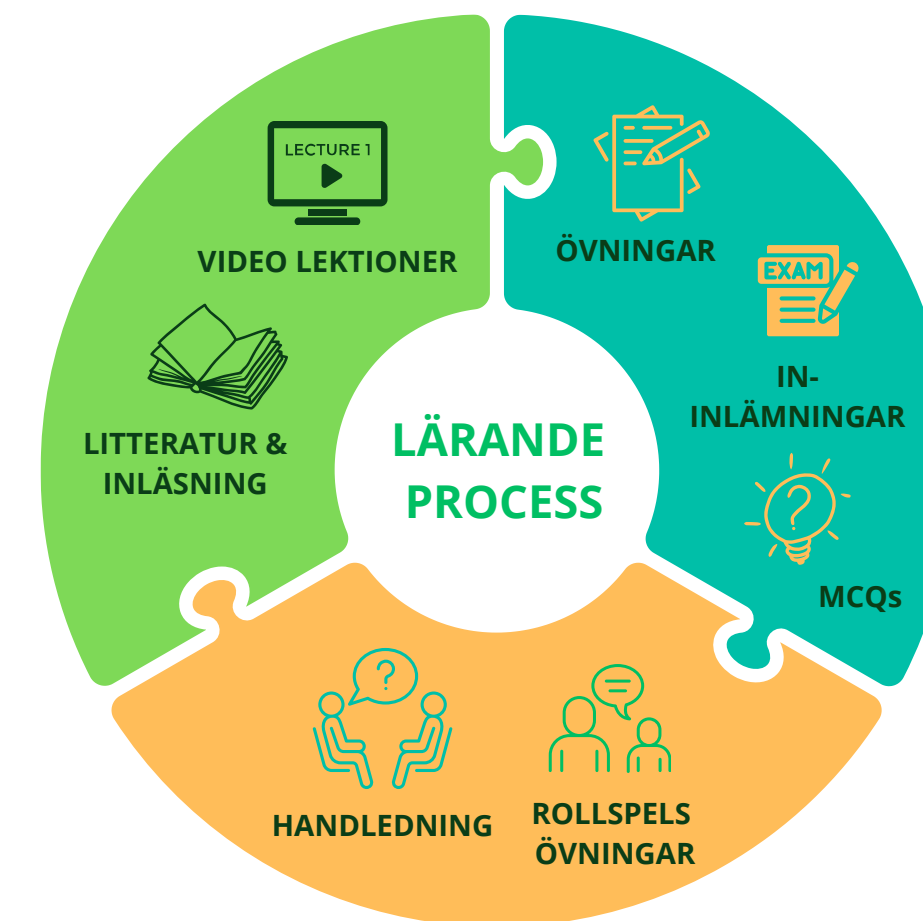 LECTURE 1
VIDEO LEKTIONER
LITTERATUR &
INLÄSNING
ÖVNINGAR
EXAM
IN-
INLÄMNINGAR
?
MCQs
LÄRANDE
PROCESS
?
HANDLEDNING
ROLLSPELS
ÖVNINGAR